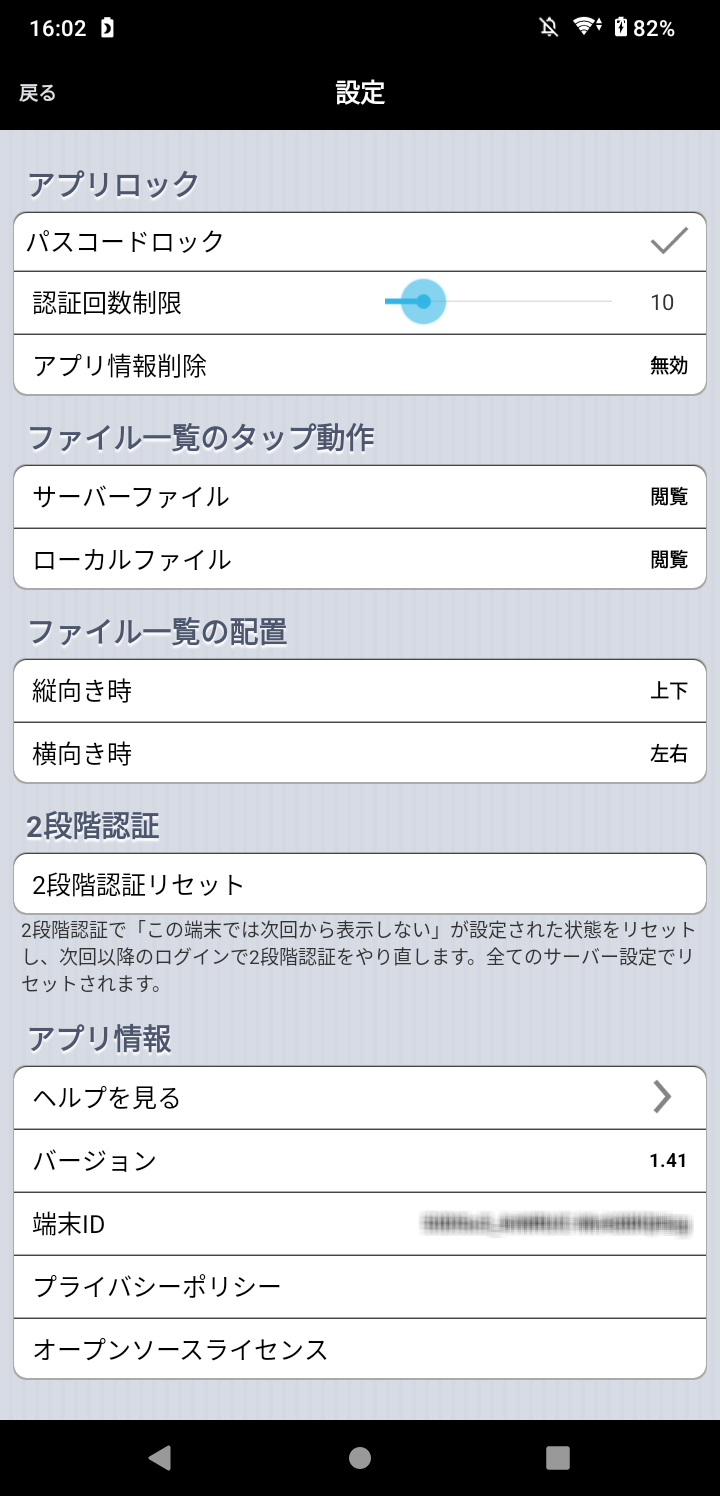 16:02
82%
戻る
設定
アプリロック
パスコードロック
認証回数制限 10
アプリ情報削除 無効
ファイル一覧のタップ動作
サーバーファイル 閲覧
ローカルファイル 閲覧
ファイル一覧の配置
縦向き時 上下
横向き時 左右
2段階認証
2段階認証リセット
2段階認証で「この端末では次回から表示しない」が設定された状態をリセット
し、次回以降のログインで2段階認証をやり直します。全てのサーバー設定でリ
セットされます。
アプリ情報
ヘルプを見る
バージョン 1.41
端末ID
プライバシーポリシー
オープンソースライセンス